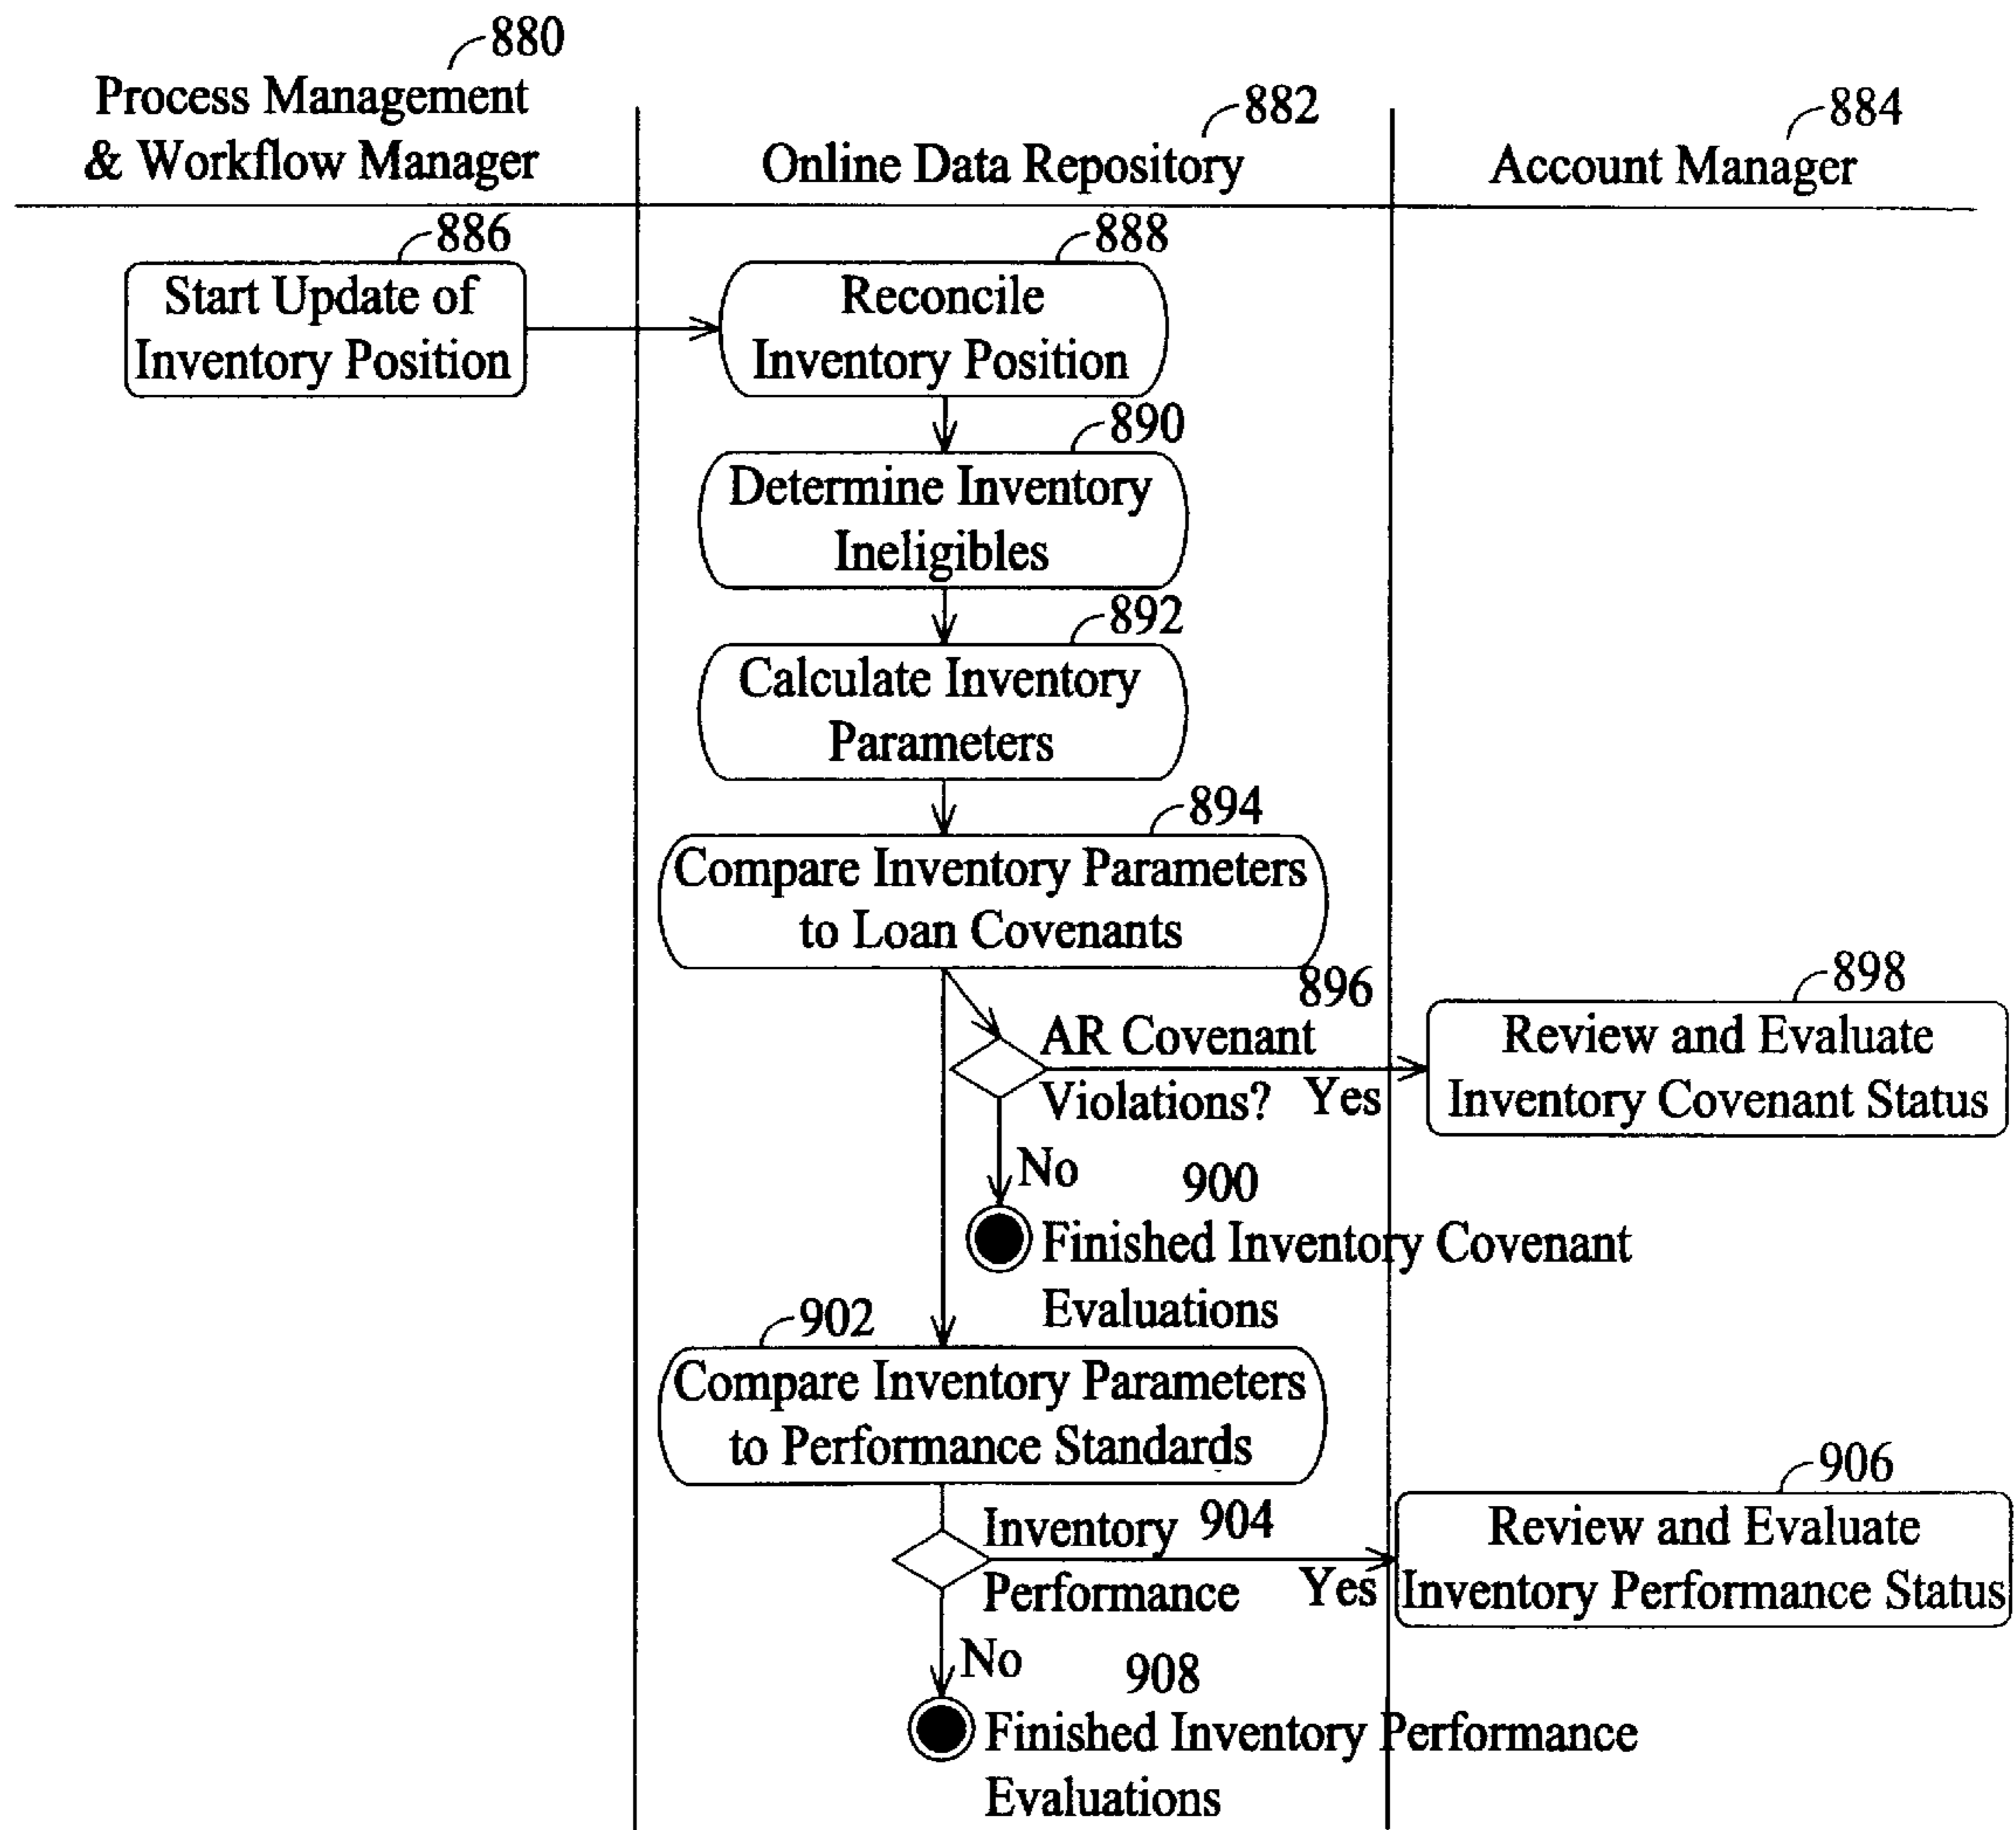 880
Process Management
& Workflow Manager
882
Online Data Repository
884
Account Manager
886
Start Update of
Inventory Position
888
Reconcile
Inventory Position
890
Determine Inventory
Ineligibles
892
Calculate Inventory
Parameters
894
Compare Inventory Parameters
to Loan Covenants
896
AR Covenant
Violations? Yes
898
Review and Evaluate
Inventory Covenant Status
No
900
Finished Inventory Covenant
Evaluations
902
Compare Inventory Parameters
to Performance Standards
Inventory 904
Performance Yes
906
Review and Evaluate
Inventory Performance Status
No
908
Finished Inventory Performance
Evaluations